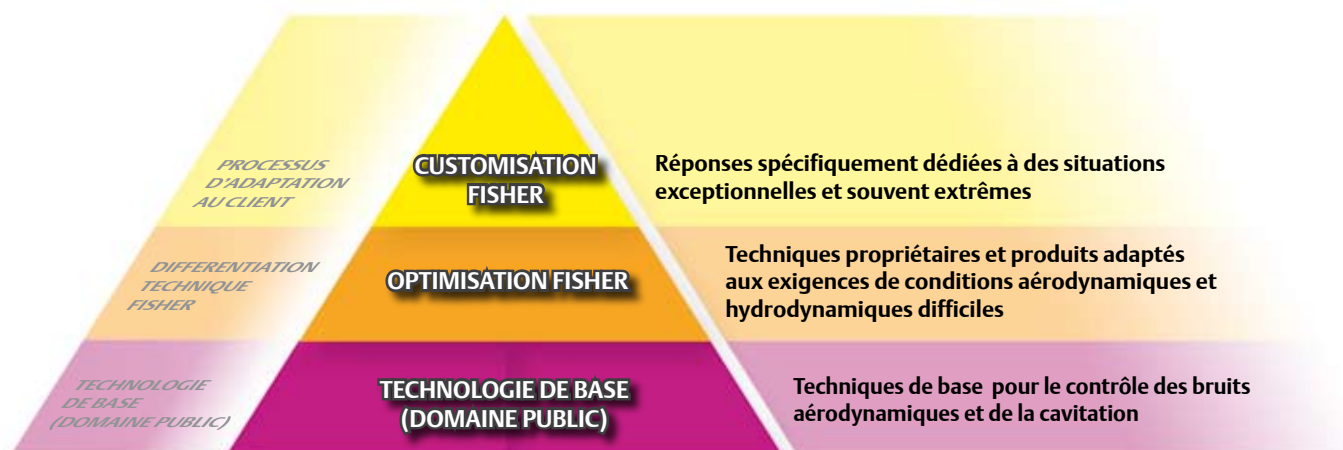 PROCESSUS
D'ADAPTATION
AU CLIENT
CUSTOMISATION
FISHER
Réponses spécifiquement dédiées à des situations
exceptionnelles et souvent extrêmes
DIFFERENTIATION
TECHNIQUE
FISHER
OPTIMISATION FISHER
Techniques propriétaires et produits adaptés
aux exigences de conditions aérodynamiques et
hydrodynamiques difficiles
TECHNOLOGIE
DE BASE
(DOMAINE PUBLIC)
TECHNOLOGIE DE BASE
(DOMAINE PUBLIC)
Techniques de base pour le contrôle des bruits
aérodynamiques et de la cavitation